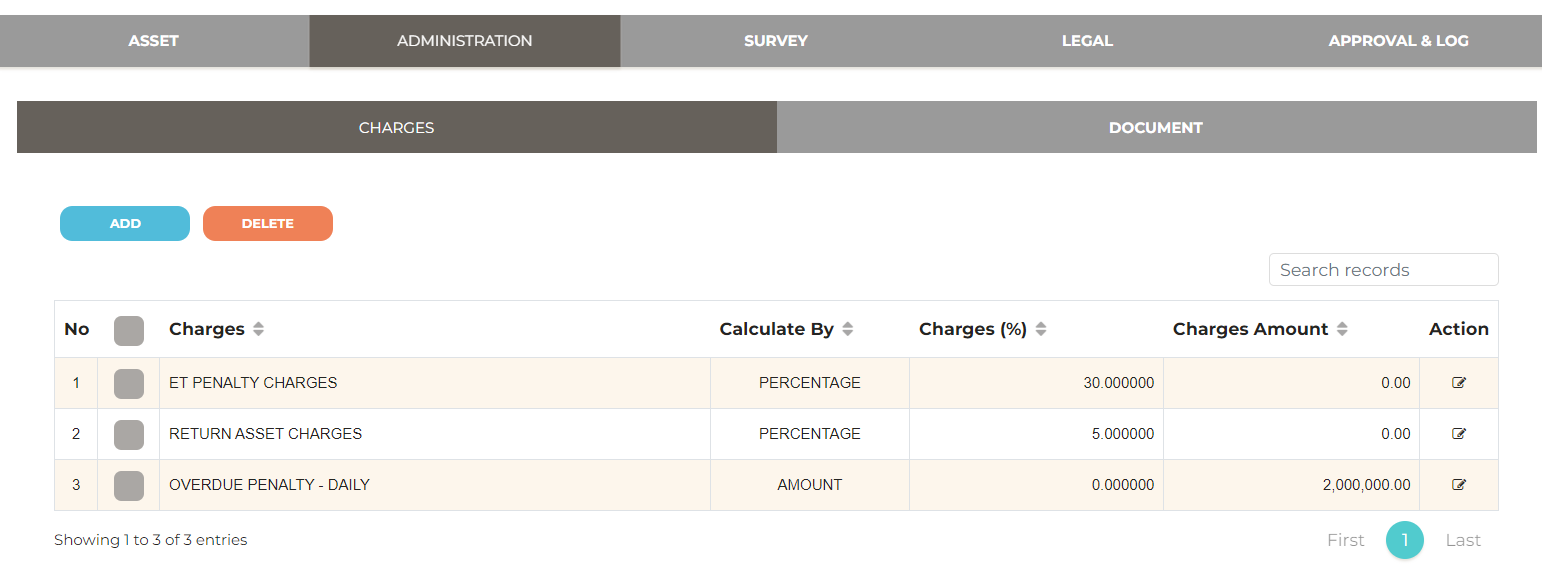 ASSET ADMINISTRATION SURVEY LEGAL APPROVAL & LOG
CHARGES DOCUMENT
ADD DELETE
Search records
No Charges Calculate By Charges (%) Charges Amount Action
1 ET PENALTY CHARGES PERCENTAGE 30.000000 0.00
2 RETURN ASSET CHARGES PERCENTAGE 5.000000 0.00
3 OVERDUE PENALTY - DAILY AMOUNT 0.000000 2,000,000.00
Showing 1 to 3 of 3 entries First 1 Last